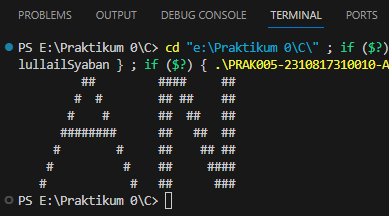 PROBLEMS OUTPUT DEBUG CONSOLE TERMINAL PORTS
PS E:\Praktikum 0\C> cd "e:\Praktikum 0\C\" ; if ($?)
lullailSyaban } ; if ($?) { .\PRAK005-2310817310010-A
        ##         ####     ##
       #  #        ## ##    ##
      #    #       ##  ##   ##
     ########      ##   ##  ##
    #        #     ##    ## ##
   #          #    ##     ####
  #            #   ##      ###
PS E:\Praktikum 0\C>